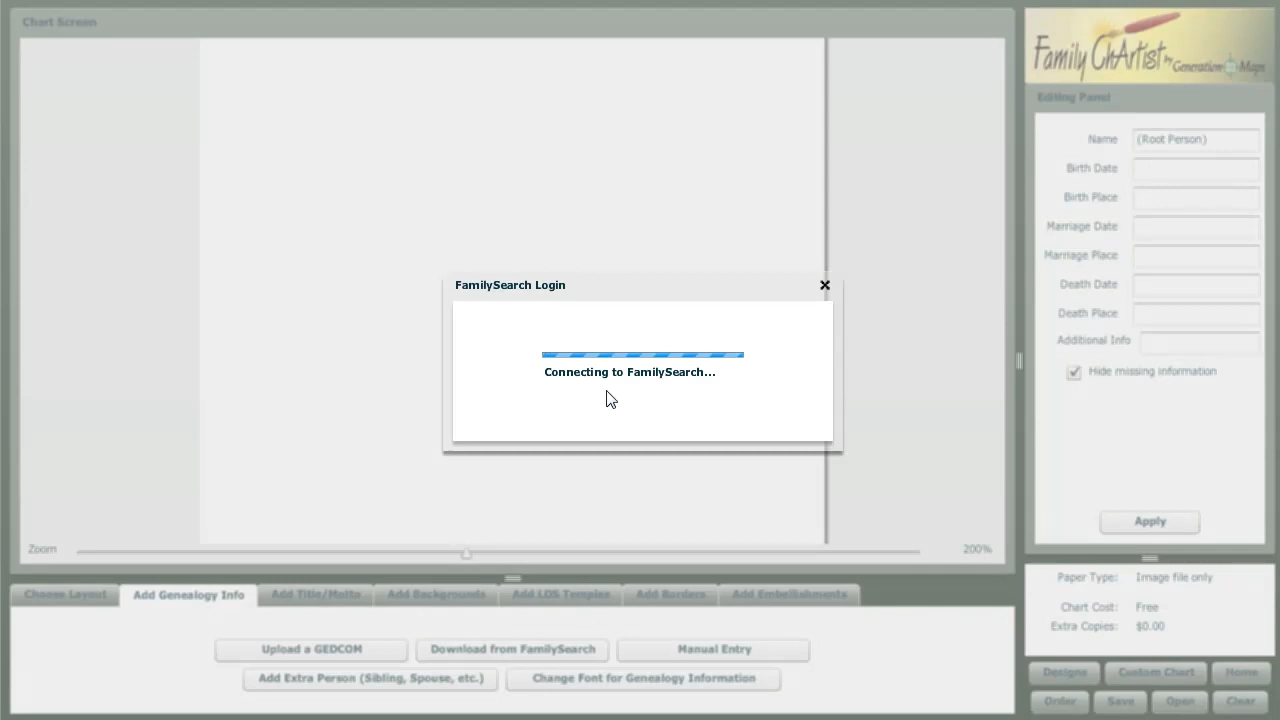 Chart Screen
Family ChArtist by Generation Maps
Editing Panel
Name (Root Person)
Birth Date
Birth Place
Marriage Date
Marriage Place
Death Date
Death Place
Additional Info
Hide missing information
Apply
FamilySearch Login
Connecting to FamilySearch...
Zoom 200%
Choose Layout Add Genealogy Info Add Title/Motto Add Backgrounds Add LDS Temples Add Borders Add Embellishments
Upload a GEDCOM Download from FamilySearch Manual Entry
Add Extra Person (Sibling, Spouse, etc.) Change Font for Genealogy Information
Paper Type: Image file only
Chart Cost: Free
Extra Copies: $0.00
Designs Custom Chart Home
Order Save Open Clear